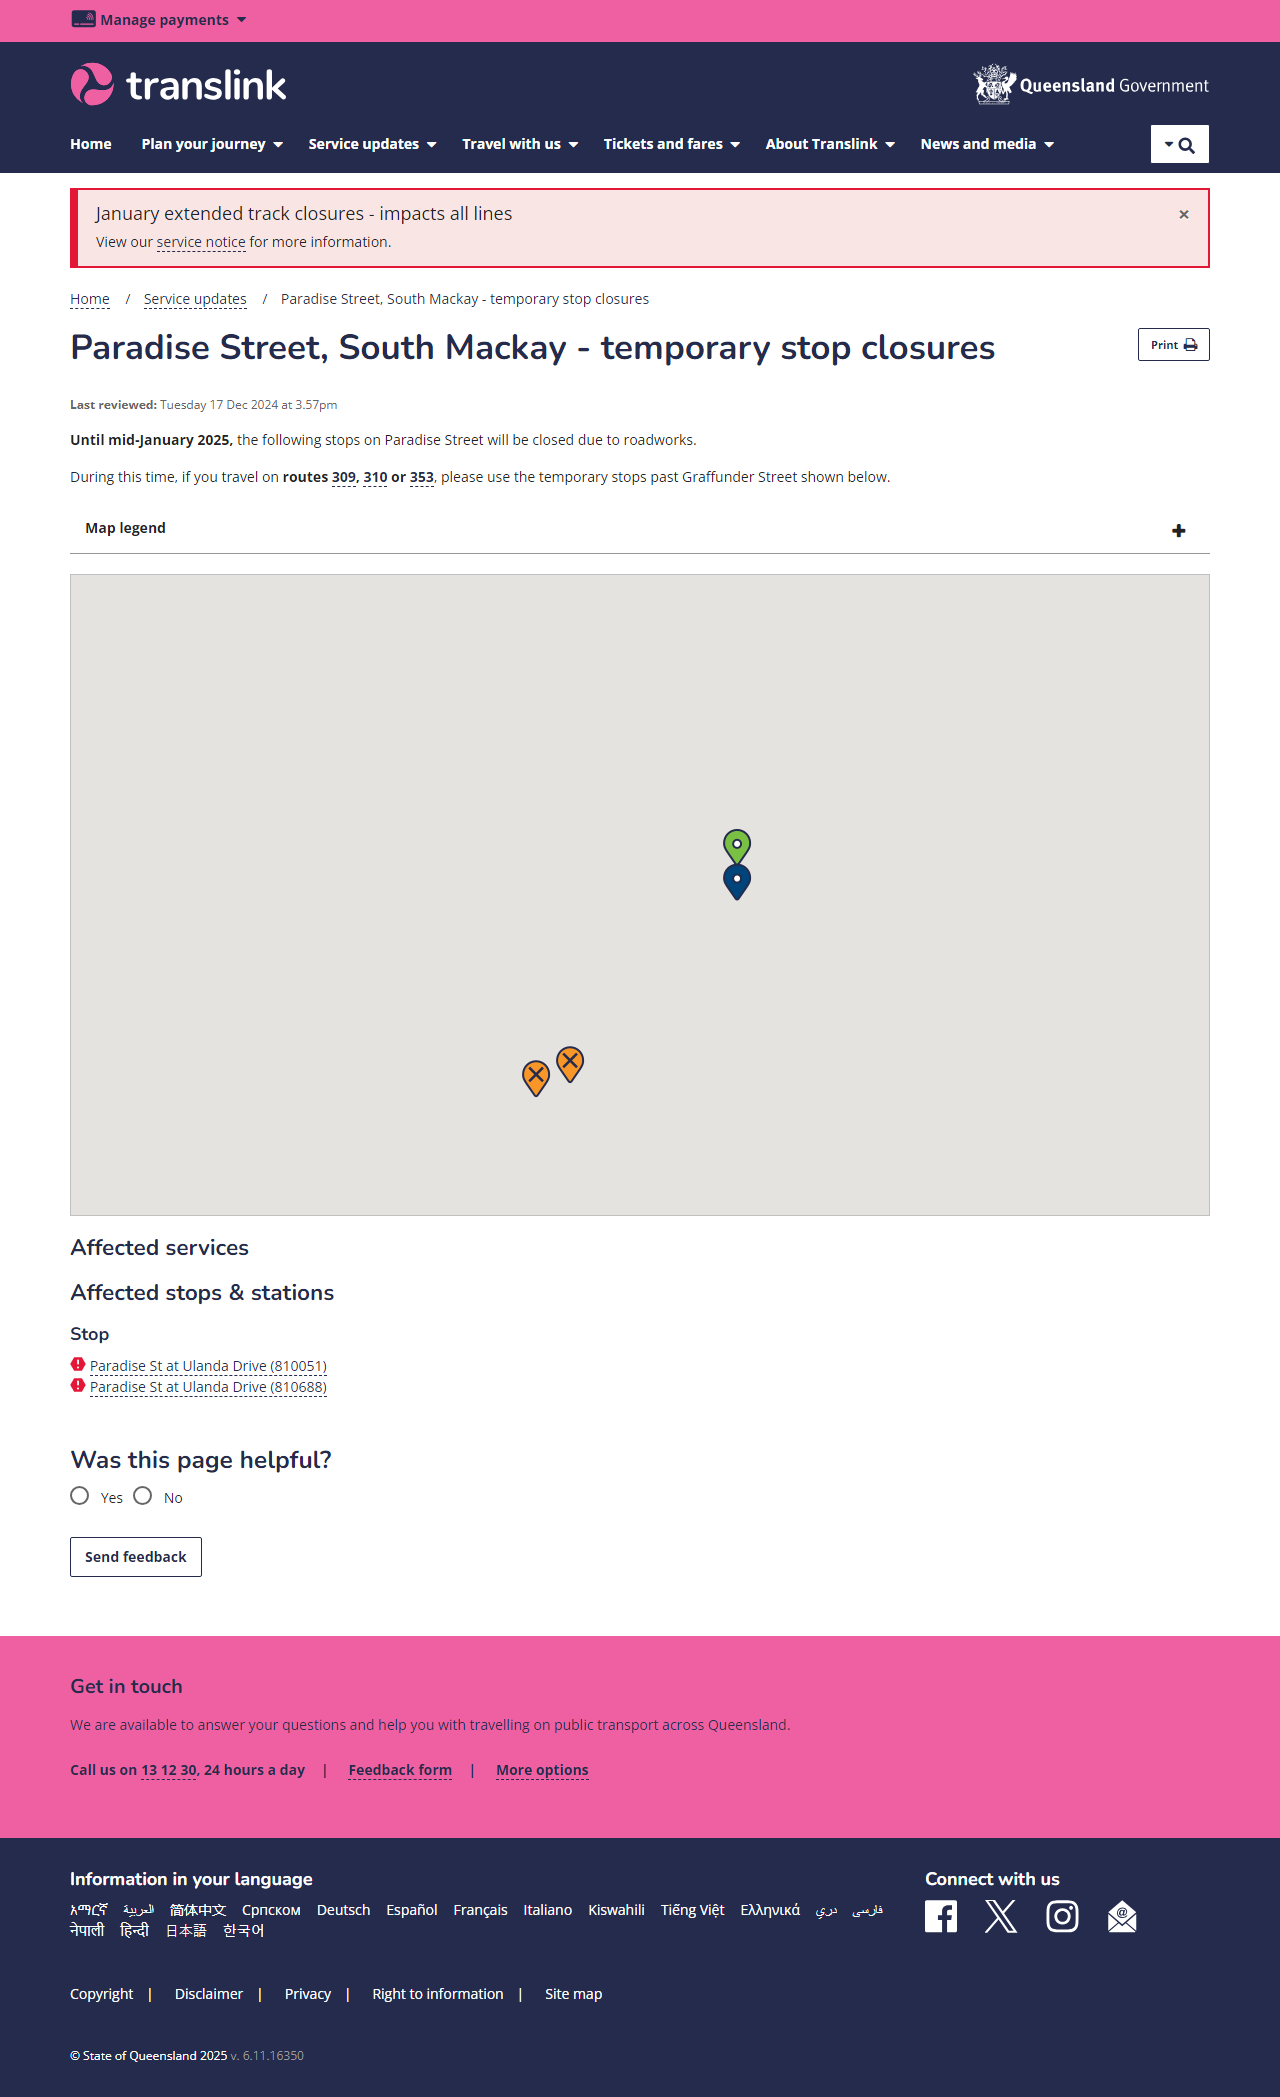 Manage payments
translink
Queensland Government
Home Plan your journey Service updates Travel with us Tickets and fares About Translink News and media
January extended track closures - impacts all lines
×
View our service notice for more information.
Home / Service updates / Paradise Street, South Mackay - temporary stop closures
Paradise Street, South Mackay - temporary stop closures
Print
Last reviewed: Tuesday 17 Dec 2024 at 3.57pm
Until mid-January 2025, the following stops on Paradise Street will be closed due to roadworks.
During this time, if you travel on routes 309, 310 or 353, please use the temporary stops past Graffunder Street shown below.
Map legend
Affected services
Affected stops & stations
Stop
Paradise St at Ulanda Drive (810051)
Paradise St at Ulanda Drive (810688)
Was this page helpful?
Yes No
Send feedback
Get in touch
We are available to answer your questions and help you with travelling on public transport across Queensland.
Call us on 13 12 30, 24 hours a day | Feedback form | More options
Information in your language
Connect with us
አማርኛ العربية 简体中文 Српском Deutsch Español Français Italiano Kiswahili Tiếng Việt Ελληνικά دري فارسی
नेपाली हिन्दी 日本語 한국어
Copyright | Disclaimer | Privacy | Right to information | Site map
© State of Queensland 2025 v. 6.11.16350